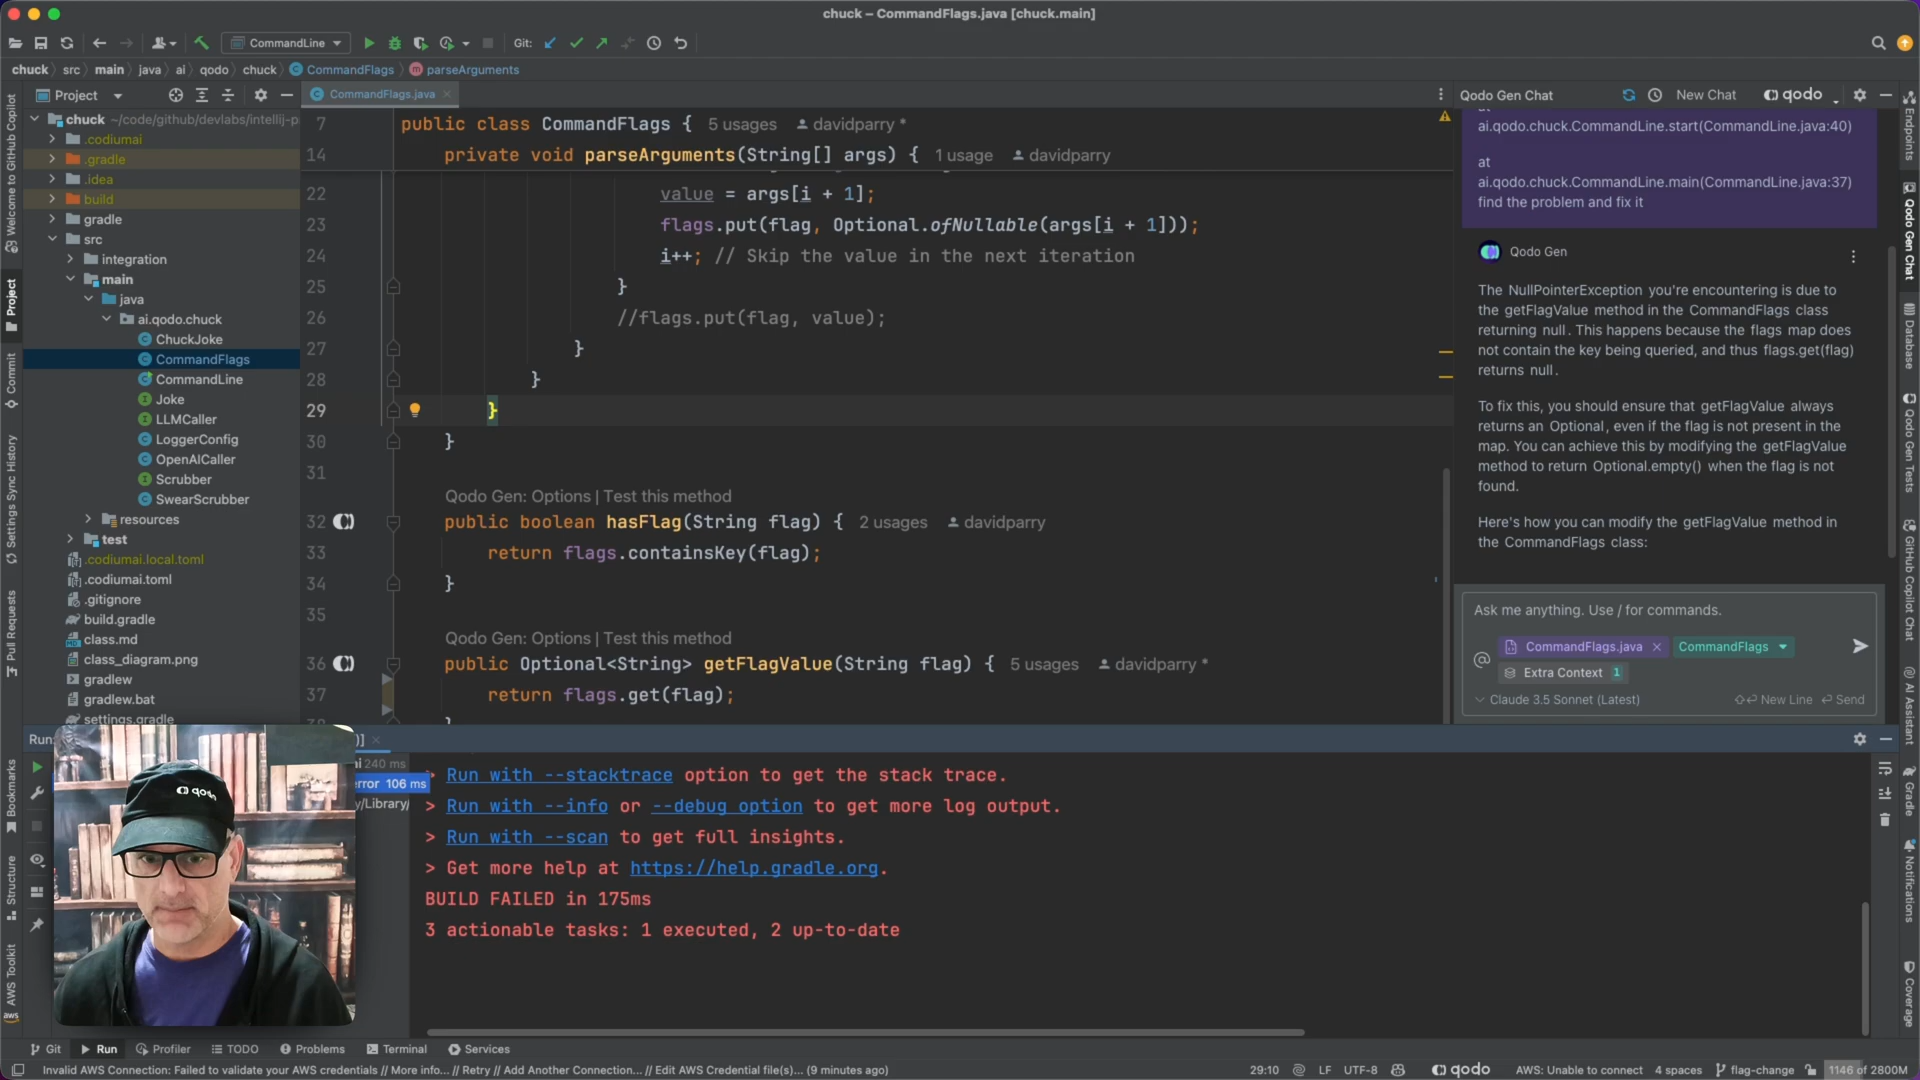 chuck – CommandFlags.java [chuck.main]
CommandLine
Git:
chuck src main java ai qodo chuck CommandFlags parseArguments
Project
CommandFlags.java
Qodo Gen Chat
New Chat
qodo
chuck ~/code/github/devlabs/intellij-p
.codiumai
.gradle
.idea
build
gradle
src
integration
main
java
ai.qodo.chuck
ChuckJoke
CommandFlags
CommandLine
Joke
LLMCaller
LoggerConfig
OpenAICaller
Scrubber
SwearScrubber
resources
test
.codiumai.local.toml
.codiumai.toml
.gitignore
build.gradle
class.md
class_diagram.png
gradlew
gradlew.bat
settings.gradle
7 public class CommandFlags { 5 usages davidparry *
14 private void parseArguments(String[] args) { 1 usage davidparry
22 value = args[i + 1];
23 flags.put(flag, Optional.ofNullable(args[i + 1]));
24 i++; // Skip the value in the next iteration
25 }
26 //flags.put(flag, value);
27 }
28 }
29 }
30 }
31
Qodo Gen: Options | Test this method
32 public boolean hasFlag(String flag) { 2 usages davidparry
33 return flags.containsKey(flag);
34 }
35
Qodo Gen: Options | Test this method
36 public Optional<String> getFlagValue(String flag) { 5 usages davidparry *
37 return flags.get(flag);
at
ai.qodo.chuck.CommandLine.start(CommandLine.java:40)
at
ai.qodo.chuck.CommandLine.main(CommandLine.java:37)
find the problem and fix it
Qodo Gen
The NullPointerException you're encountering is due to
the getFlagValue method in the CommandFlags class
returning null. This happens because the flags map does
not contain the key being queried, and thus flags.get(flag)
returns null.
To fix this, you should ensure that getFlagValue always
returns an Optional, even if the flag is not present in the
map. You can achieve this by modifying the getFlagValue
method to return Optional.empty() when the flag is not
found.
Here's how you can modify the getFlagValue method in
the CommandFlags class:
Ask me anything. Use / for commands.
@ CommandFlags.java CommandFlags
Extra Context 1
Claude 3.5 Sonnet (Latest) New Line Send
Welcome to GitHub Copilot
Project
Commit
Settings Sync History
Pull Requests
Bookmarks
Structure
AWS Toolkit
aws
Endpoints
Qodo Gen Chat
Database
Qodo Gen Tests
GitHub Copilot Chat
AI Assistant
Gradle
Notifications
Coverage
Run:
240 ms
error 106 ms
y/Library/
qodo
> Run with --stacktrace option to get the stack trace.
> Run with --info or --debug option to get more log output.
> Run with --scan to get full insights.
> Get more help at https://help.gradle.org.
BUILD FAILED in 175ms
3 actionable tasks: 1 executed, 2 up-to-date
Git Run Profiler TODO Problems Terminal Services
Invalid AWS Connection: Failed to validate your AWS credentials // More info... // Retry // Add Another Connection... // Edit AWS Credential file(s)... (9 minutes ago)
29:10 LF UTF-8 qodo AWS: Unable to connect 4 spaces flag-change 1146 of 2800M